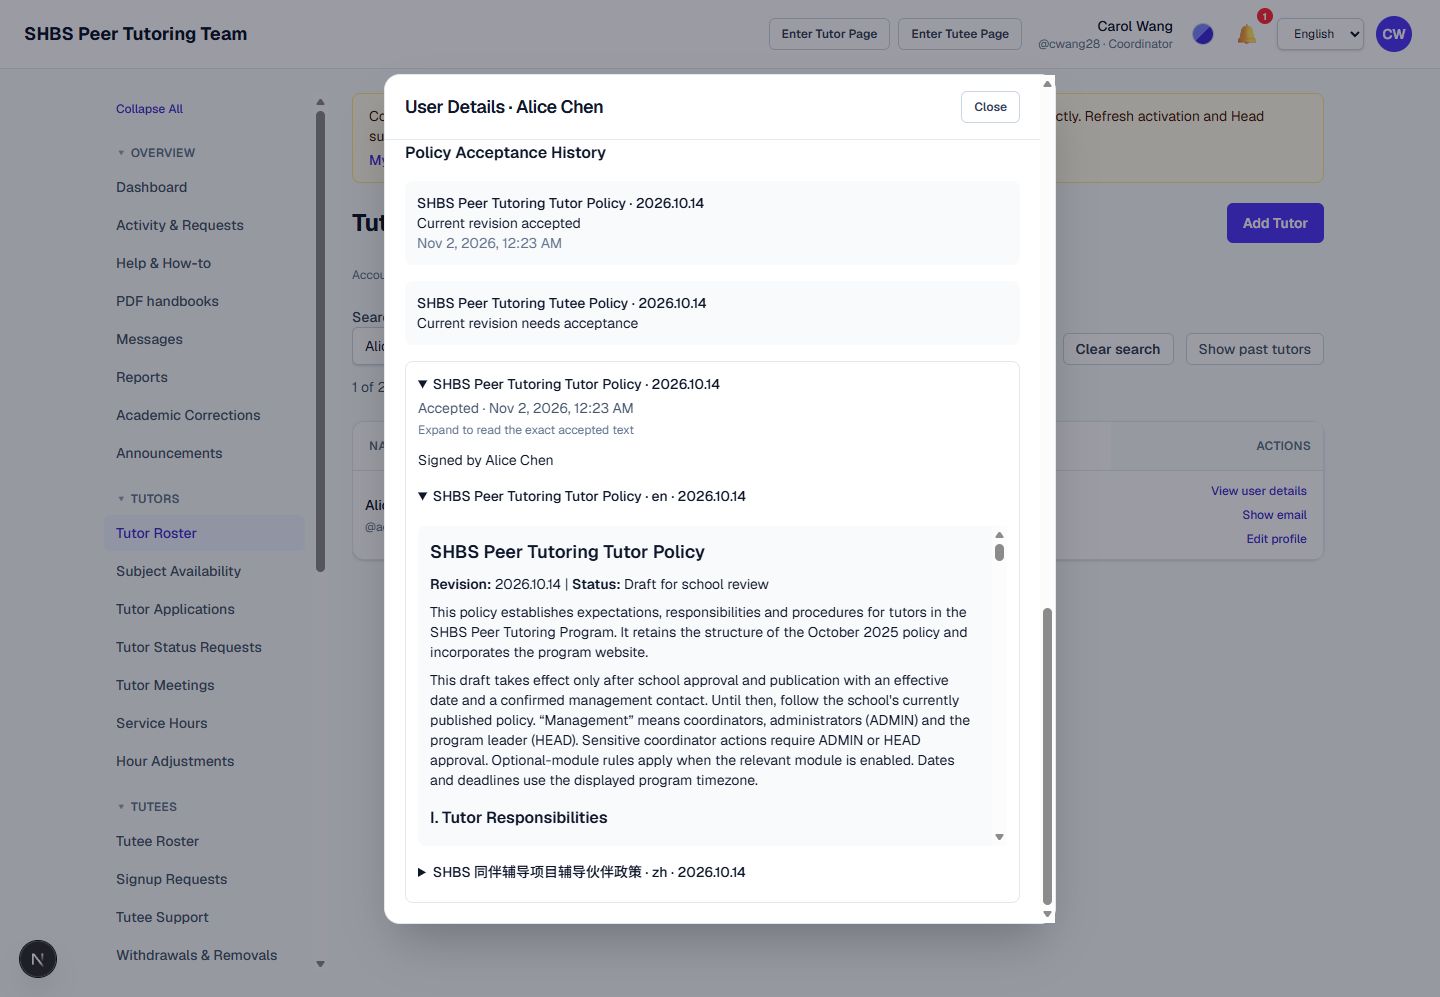 SHBS Peer Tutoring Team
Enter Tutor Page
Enter Tutee Page
Carol Wang
@cwang28 · Coordinator
1
English
CW
Collapse All
OVERVIEW
Dashboard
Activity & Requests
Help & How-to
PDF handbooks
Messages
Reports
Academic Corrections
Announcements
TUTORS
Tutor Roster
Subject Availability
Tutor Applications
Tutor Status Requests
Tutor Meetings
Service Hours
Hour Adjustments
TUTEES
Tutee Roster
Signup Requests
Tutee Support
Withdrawals & Removals
N
ctly. Refresh activation and Head
Add Tutor
Clear search
Show past tutors
1 of 2
ACTIONS
View user details
Show email
Edit profile
User Details · Alice Chen
Close
Policy Acceptance History
SHBS Peer Tutoring Tutor Policy · 2026.10.14
Current revision accepted
Nov 2, 2026, 12:23 AM
SHBS Peer Tutoring Tutee Policy · 2026.10.14
Current revision needs acceptance
SHBS Peer Tutoring Tutor Policy · 2026.10.14
Accepted · Nov 2, 2026, 12:23 AM
Expand to read the exact accepted text
Signed by Alice Chen
SHBS Peer Tutoring Tutor Policy · en · 2026.10.14
SHBS Peer Tutoring Tutor Policy
Revision: 2026.10.14 | Status: Draft for school review
This policy establishes expectations, responsibilities and procedures for tutors in the
SHBS Peer Tutoring Program. It retains the structure of the October 2025 policy and
incorporates the program website.
This draft takes effect only after school approval and publication with an effective
date and a confirmed management contact. Until then, follow the school's currently
published policy. “Management” means coordinators, administrators (ADMIN) and the
program leader (HEAD). Sensitive coordinator actions require ADMIN or HEAD
approval. Optional-module rules apply when the relevant module is enabled. Dates
and deadlines use the displayed program timezone.
I. Tutor Responsibilities
SHBS 同伴辅导项目辅导伙伴政策 · zh · 2026.10.14